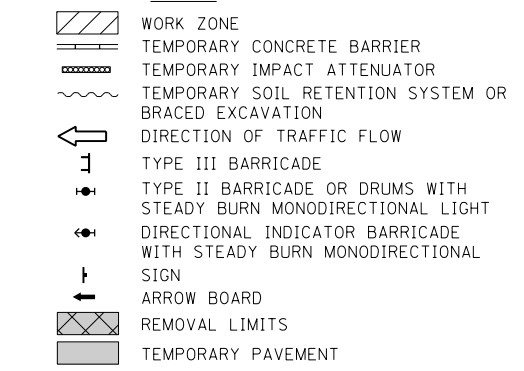 WORK ZONE
TEMPORARY CONCRETE BARRIER
TEMPORARY IMPACT ATTENUATOR
TEMPORARY SOIL RETENTION SYSTEM OR
BRACED EXCAVATION
DIRECTION OF TRAFFIC FLOW
TYPE III BARRICADE
TYPE II BARRICADE OR DRUMS WITH
STEADY BURN MONODIRECTIONAL LIGHT
DIRECTIONAL INDICATOR BARRICADE
WITH STEADY BURN MONODIRECTIONAL
SIGN
ARROW BOARD
REMOVAL LIMITS
TEMPORARY PAVEMENT